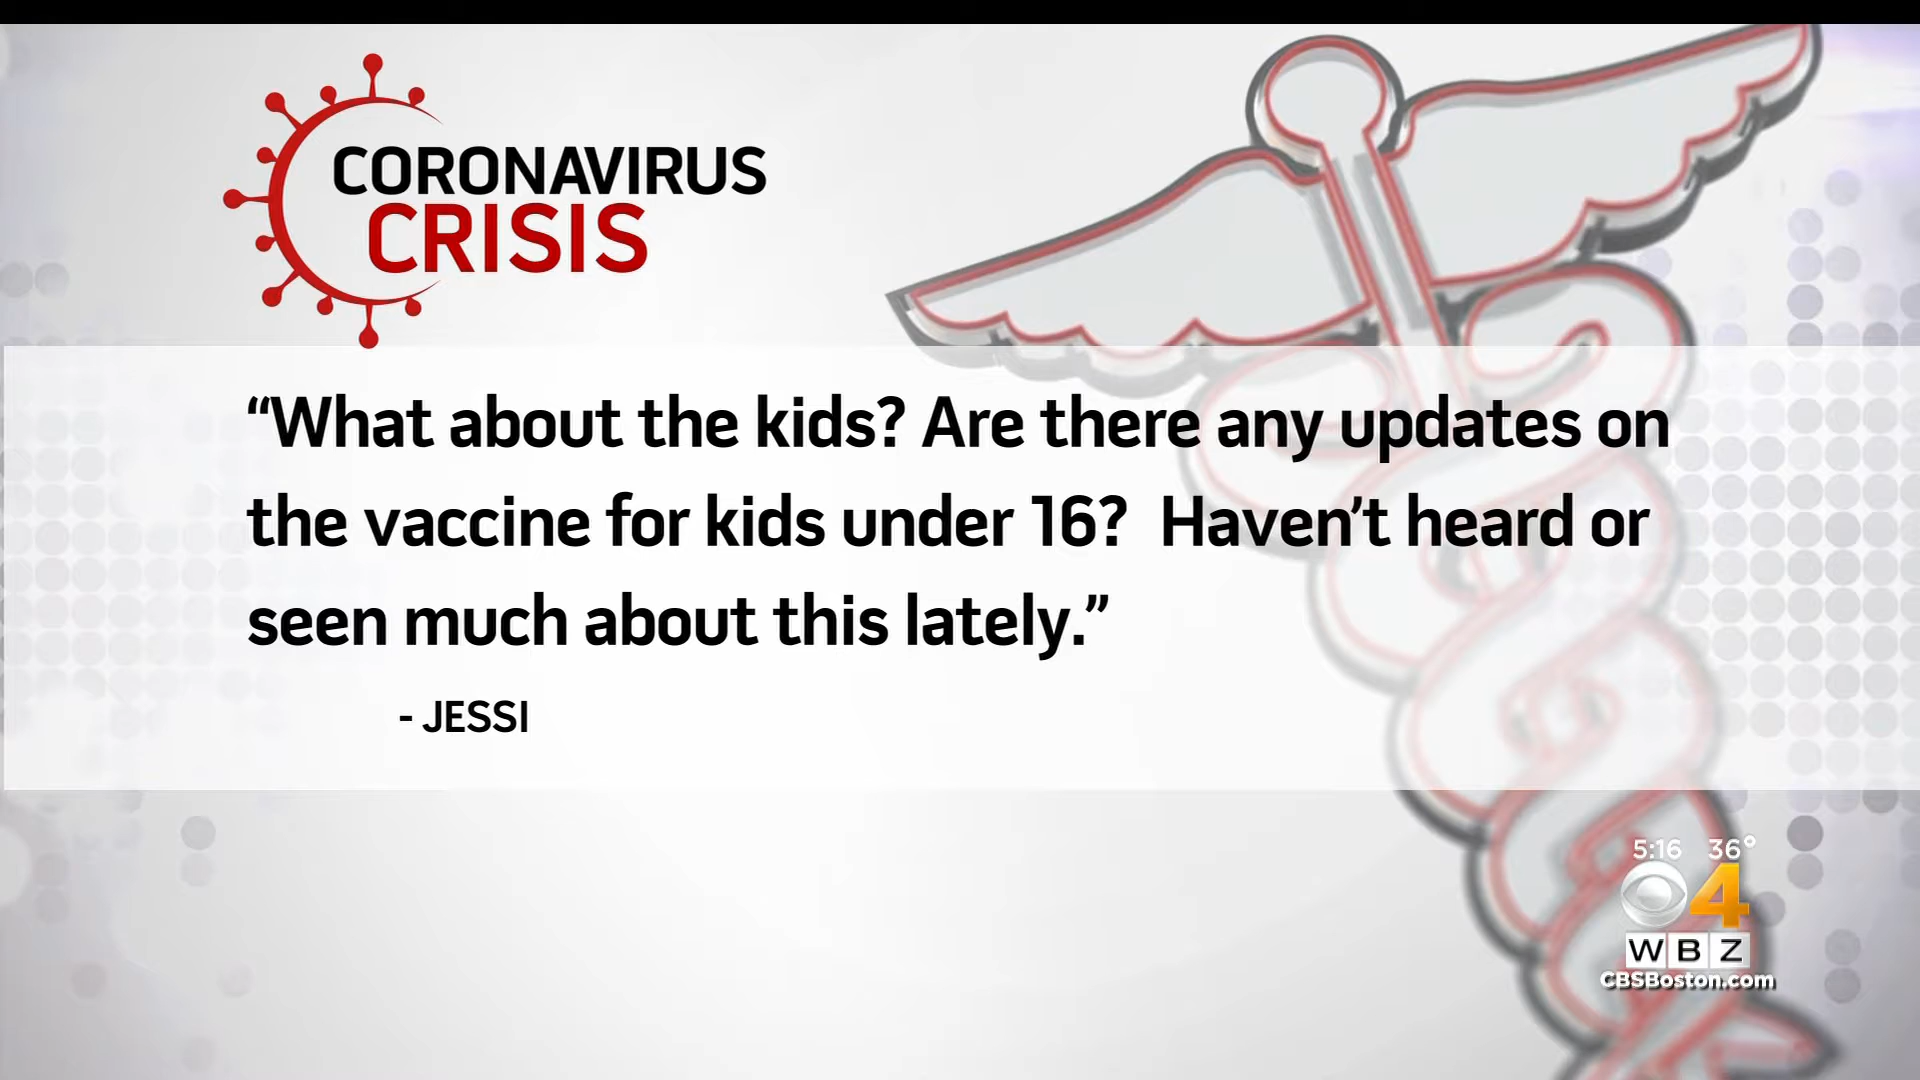 CORONAVIRUS
CRISIS
“What about the kids? Are there any updates on
the vaccine for kids under 16?  Haven’t heard or
seen much about this lately.”
- JESSI
5:16 36°
4
WBZ
CBSBoston.com